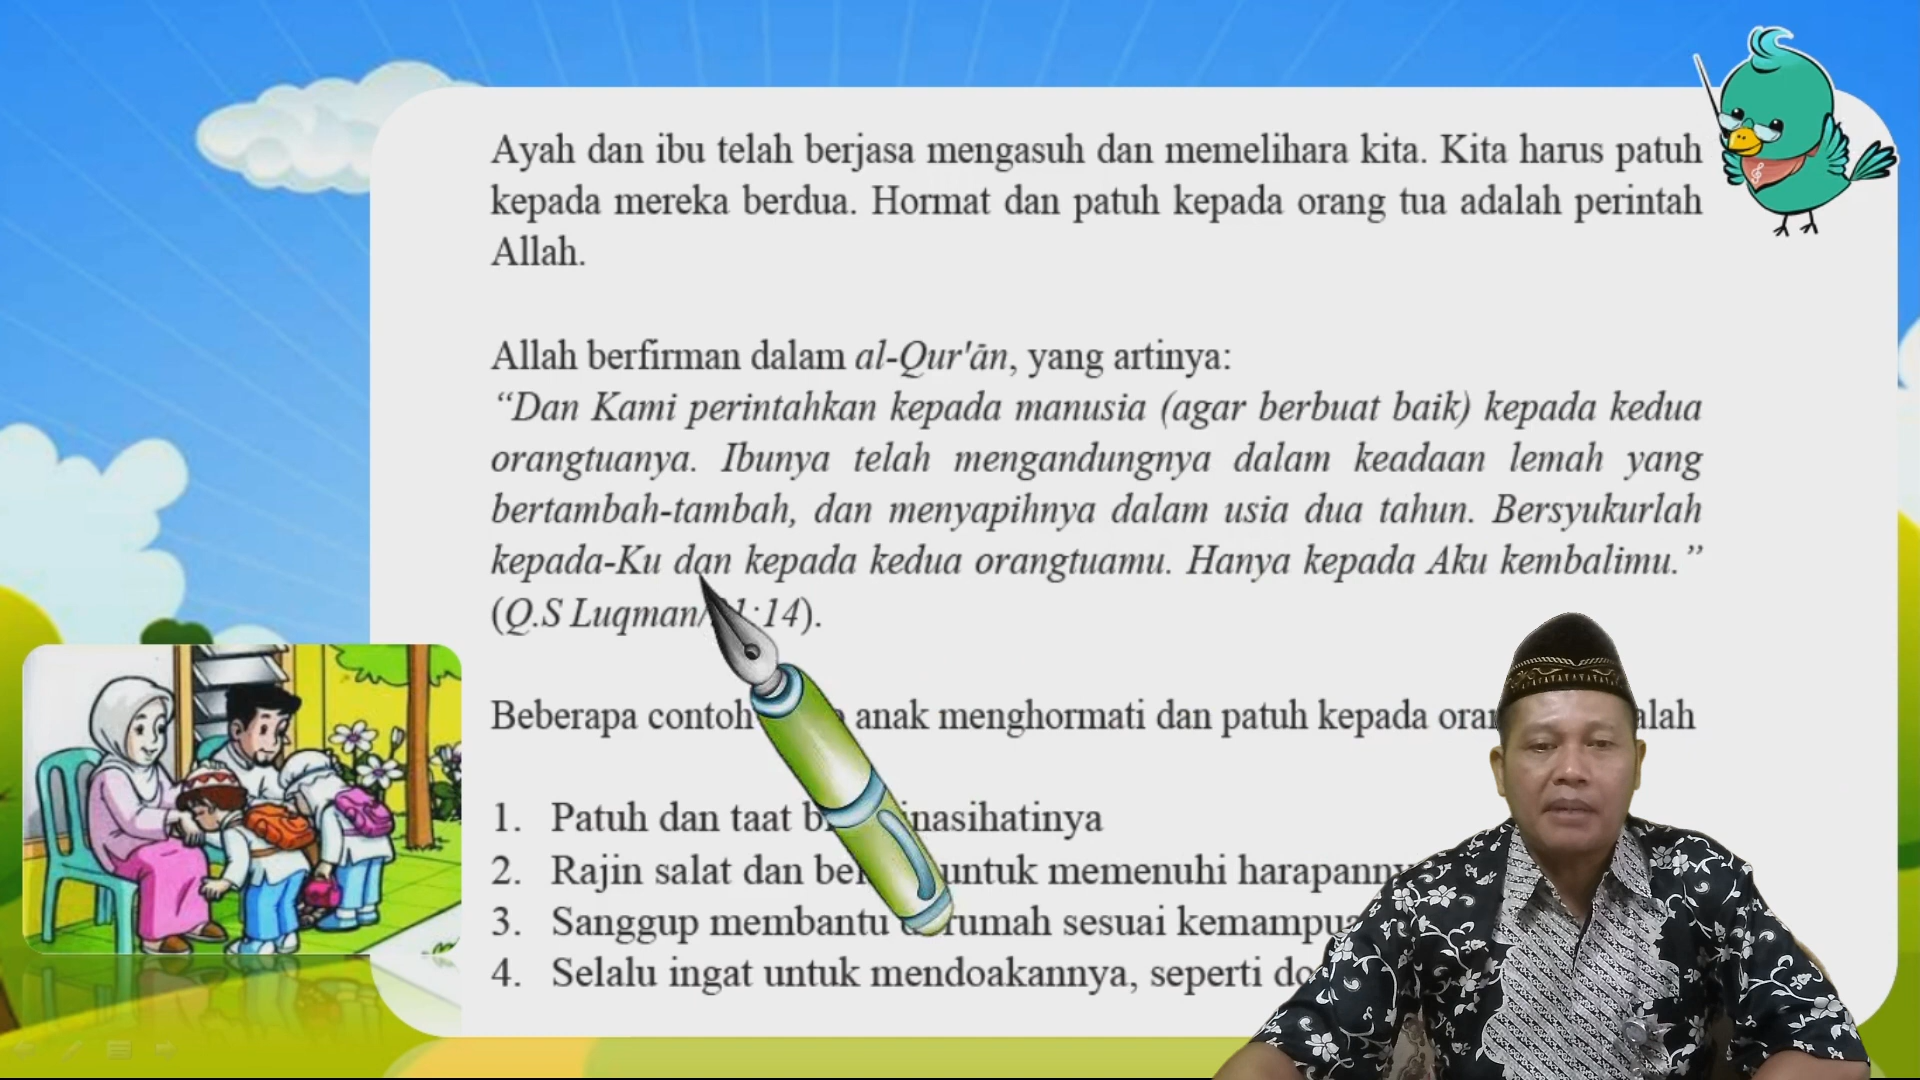 Ayah dan ibu telah berjasa mengasuh dan memelihara kita. Kita harus patuh
kepada mereka berdua. Hormat dan patuh kepada orang tua adalah perintah
Allah.
Allah berfirman dalam al-Qur'ān, yang artinya:
“Dan Kami perintahkan kepada manusia (agar berbuat baik) kepada kedua
orangtuanya. Ibunya telah mengandungnya dalam keadaan lemah yang
bertambah-tambah, dan menyapihnya dalam usia dua tahun. Bersyukurlah
kepada-Ku dan kepada kedua orangtuamu. Hanya kepada Aku kembalimu.”
(Q.S Luqman/ :14).
Beberapa contoh anak menghormati dan patuh kepada
1. Patuh dan taat
2. Rajin salat dan untuk memenuhi
3. Sanggup membantu rumah sesuai
4. Selalu ingat untuk mendoakannya, seperti